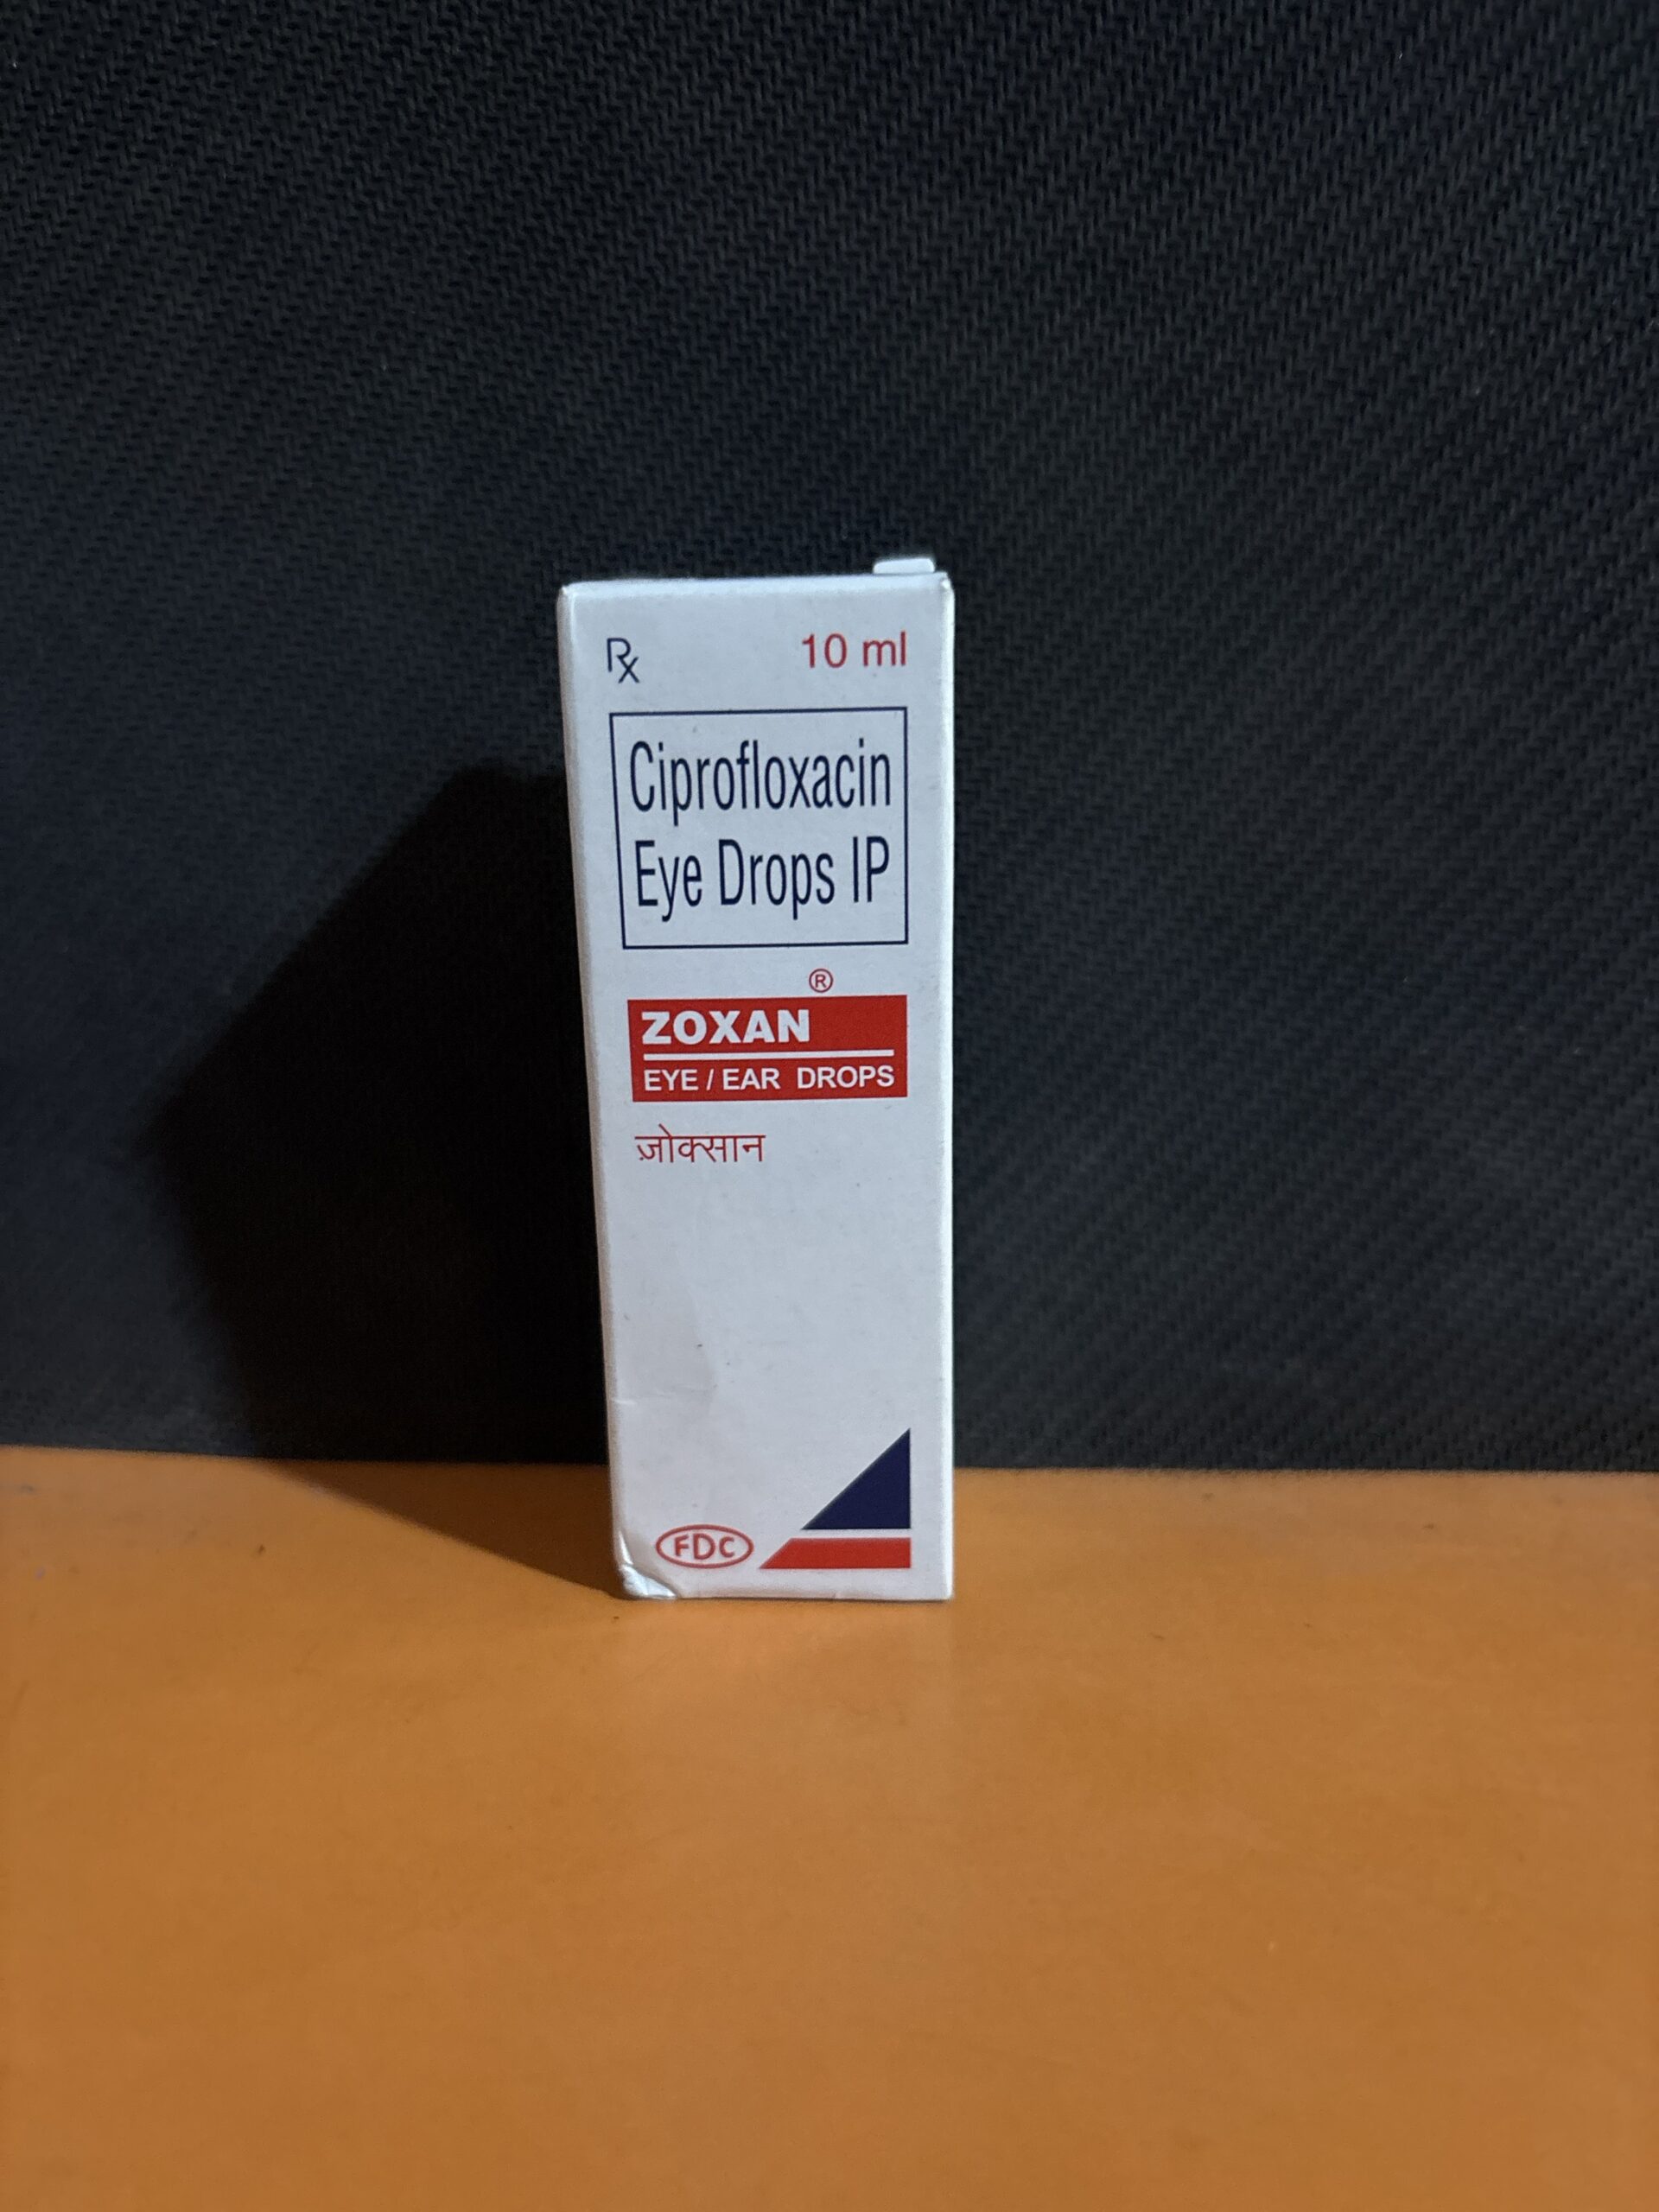 Rx 10 ml
Ciprofloxacin
Eye Drops IP
®
ZOXAN
EYE / EAR DROPS
ज़ोक्सान
FDC